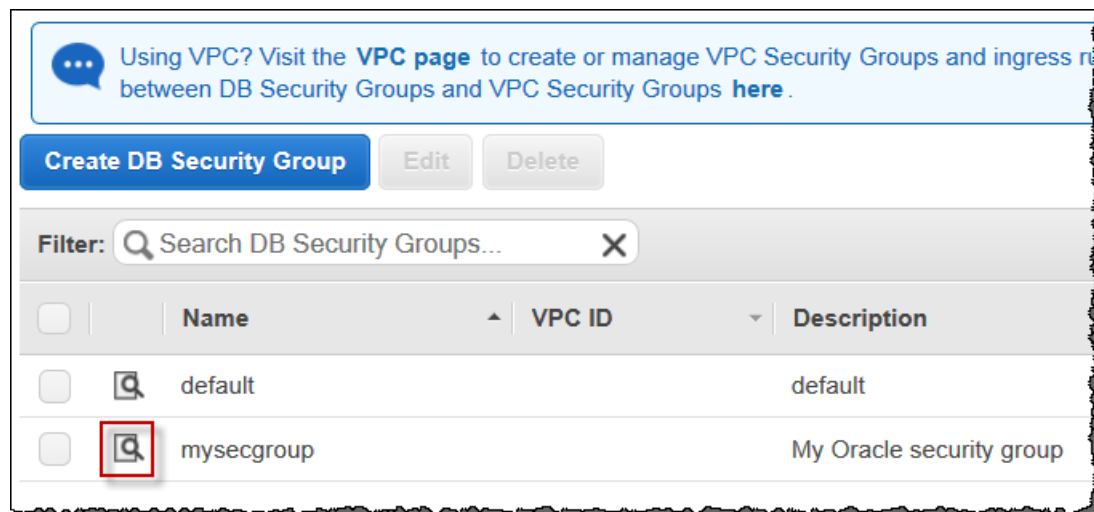 Using VPC? Visit the VPC page to create or manage VPC Security Groups and ingress
between DB Security Groups and VPC Security Groups here .
Create DB Security Group Edit Delete
Filter: Search DB Security Groups...
Name VPC ID Description
default default
mysecgroup My Oracle security group